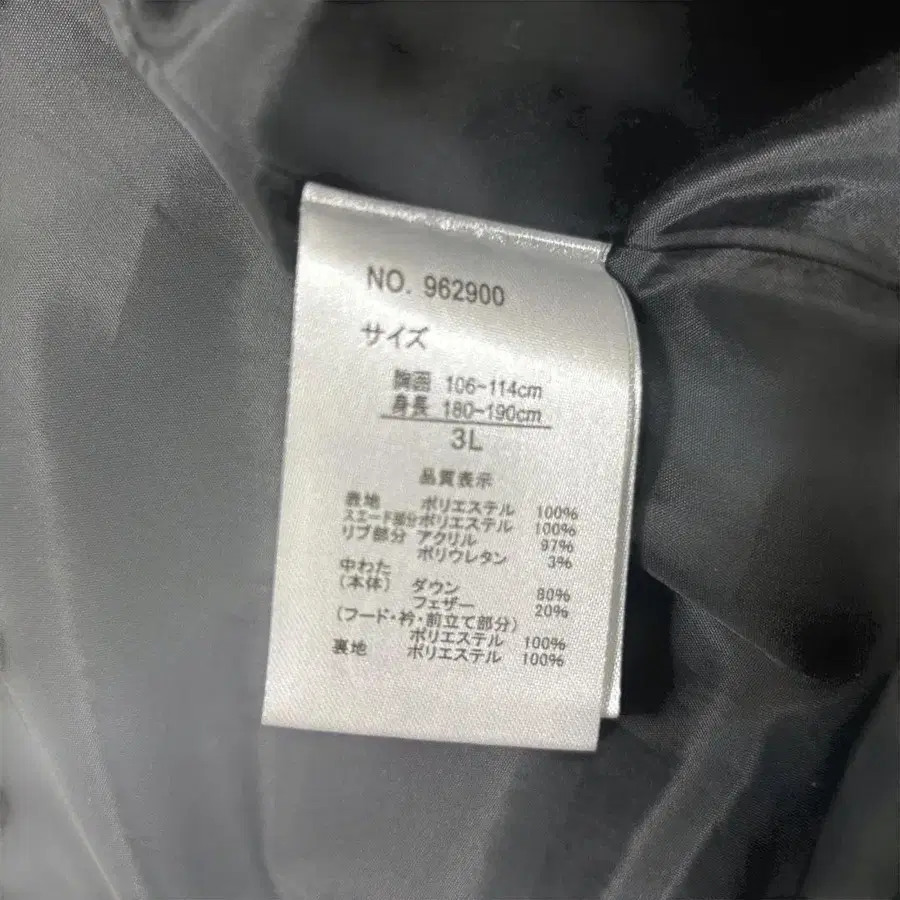 NO. 962900
サイズ
胸囲 106-114cm
身長 180-190cm
3L
品質表示
表地 ポリエステル 100%
スエード部分 ポリエステル 100%
リブ部分 アクリル 97%
ポリウレタン 3%
中わた
(本体) ダウン 80%
フェザー 20%
(フード・衿・前立て部分)
ポリエステル 100%
裏地 ポリエステル 100%